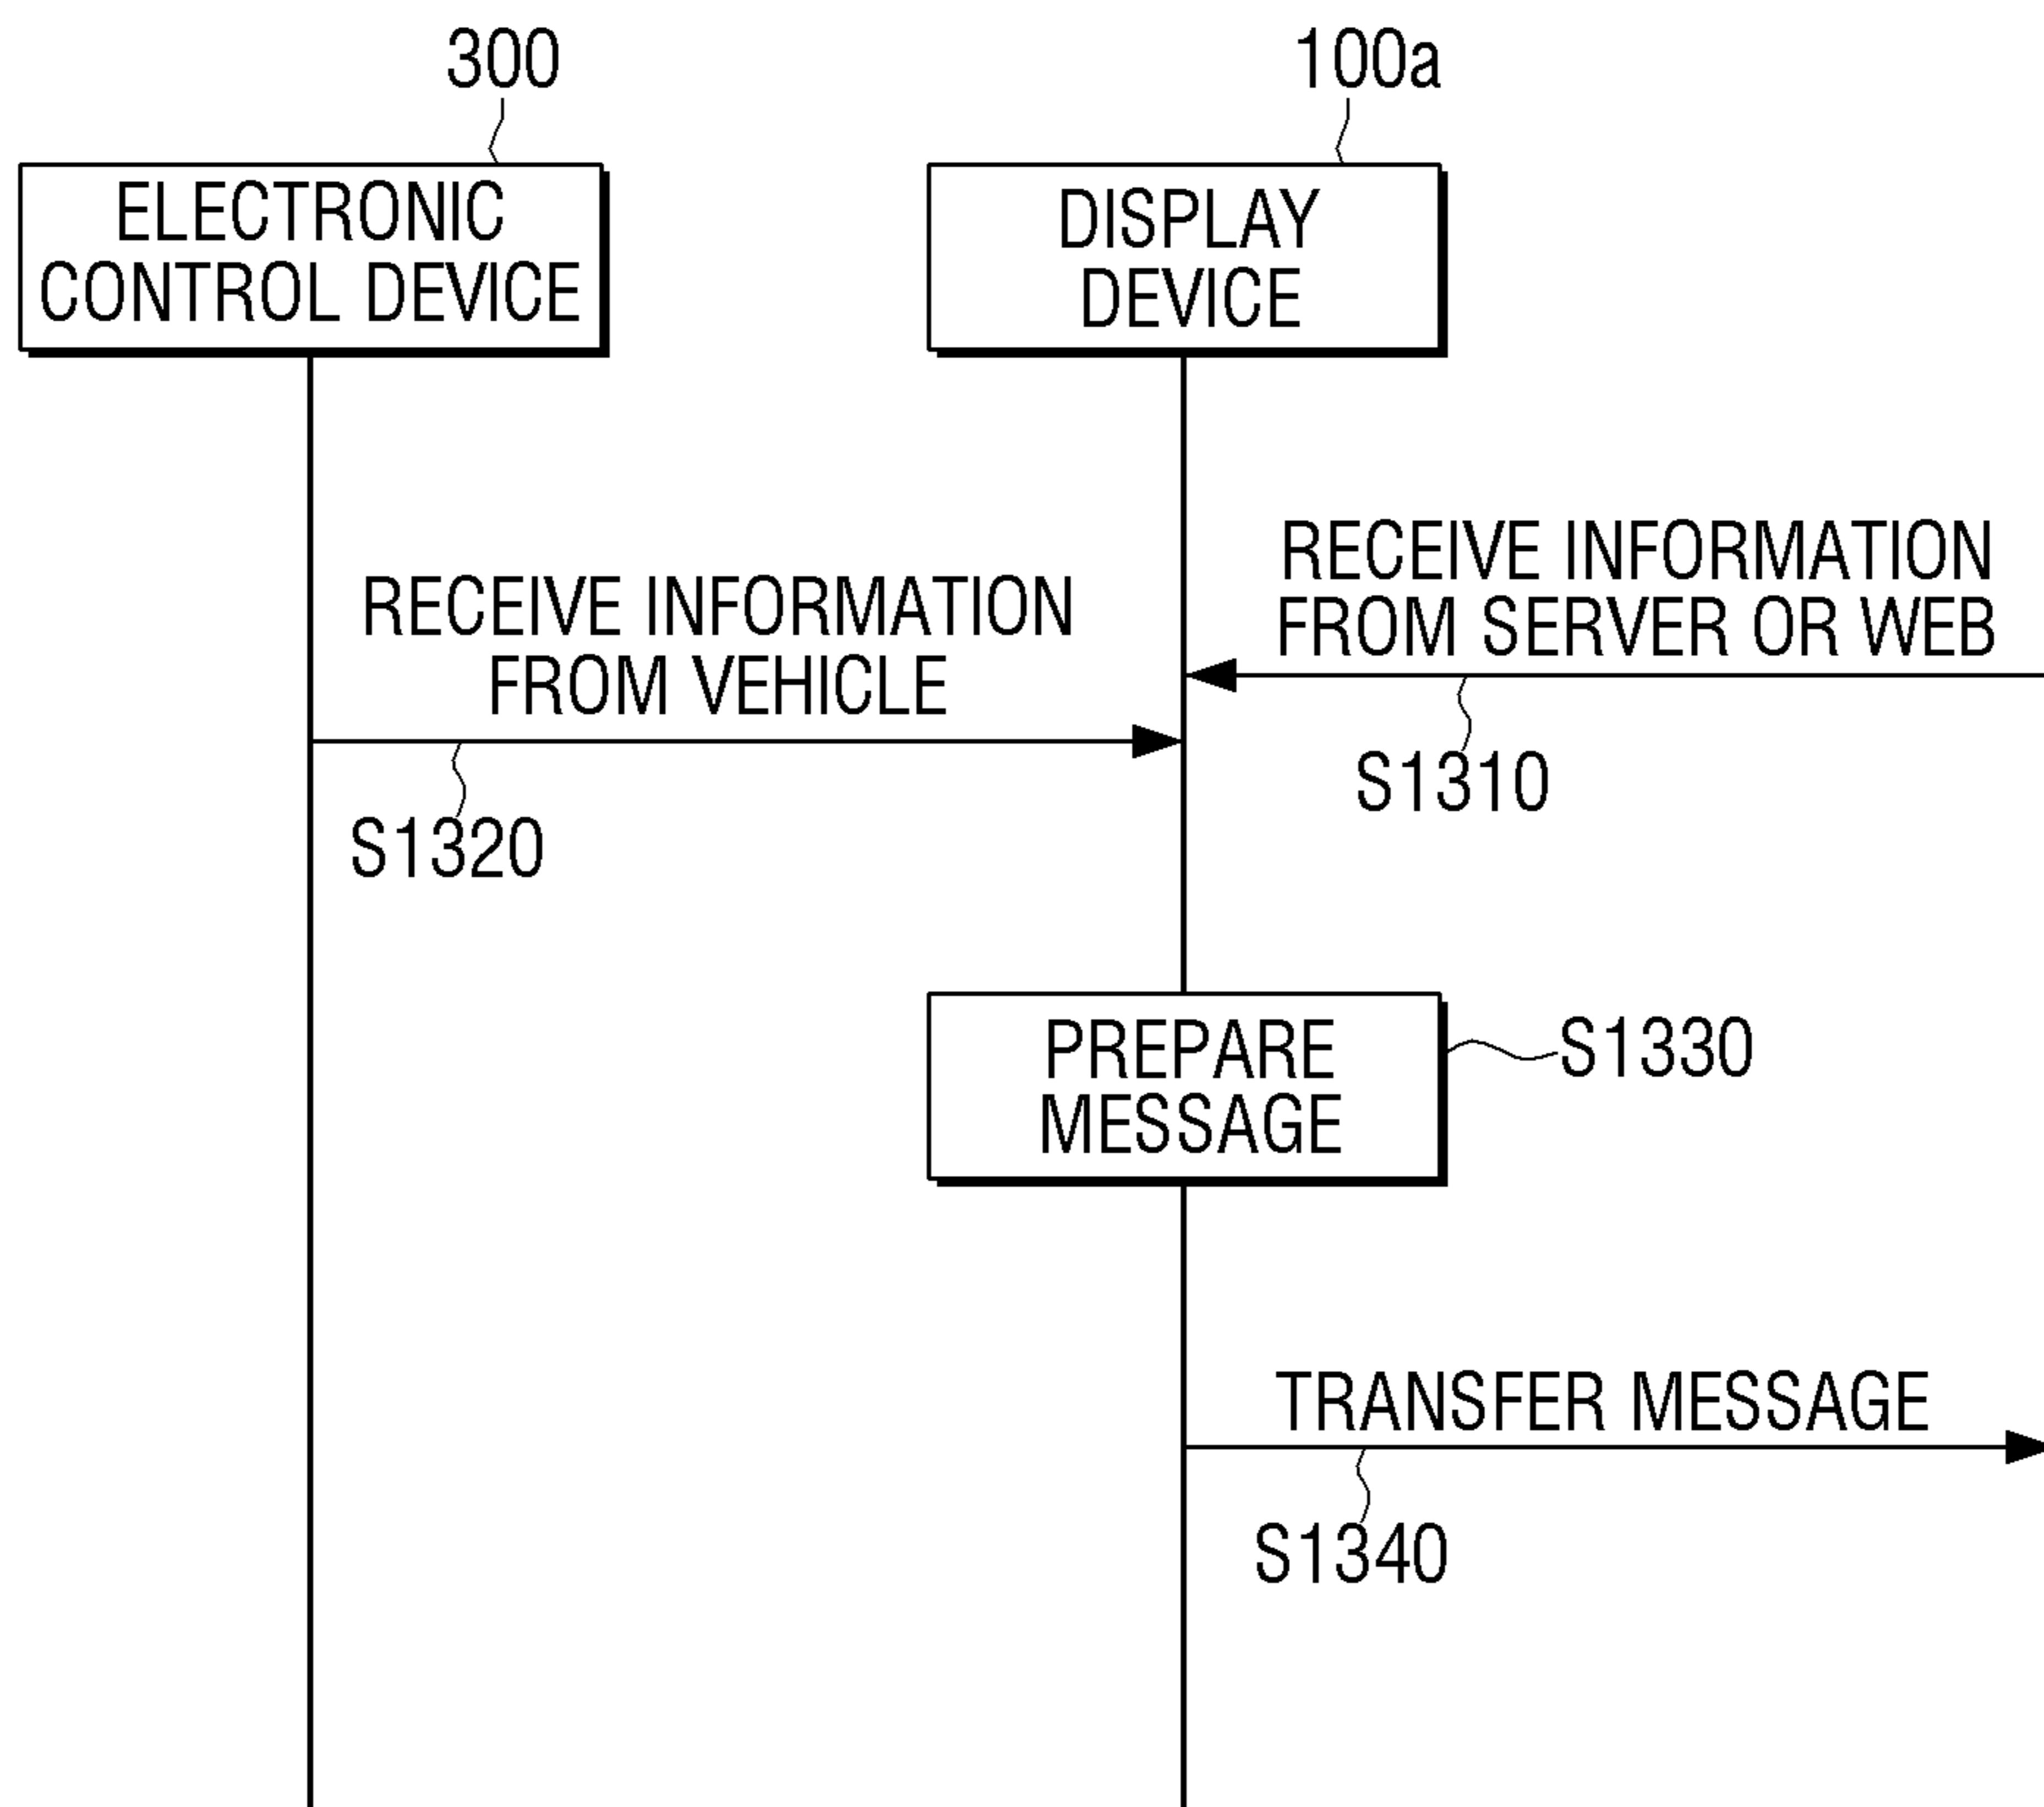 300
100a
ELECTRONIC
CONTROL DEVICE
DISPLAY
DEVICE
RECEIVE INFORMATION
FROM SERVER OR WEB
S1310
RECEIVE INFORMATION
FROM VEHICLE
S1320
PREPARE
MESSAGE
S1330
TRANSFER MESSAGE
S1340